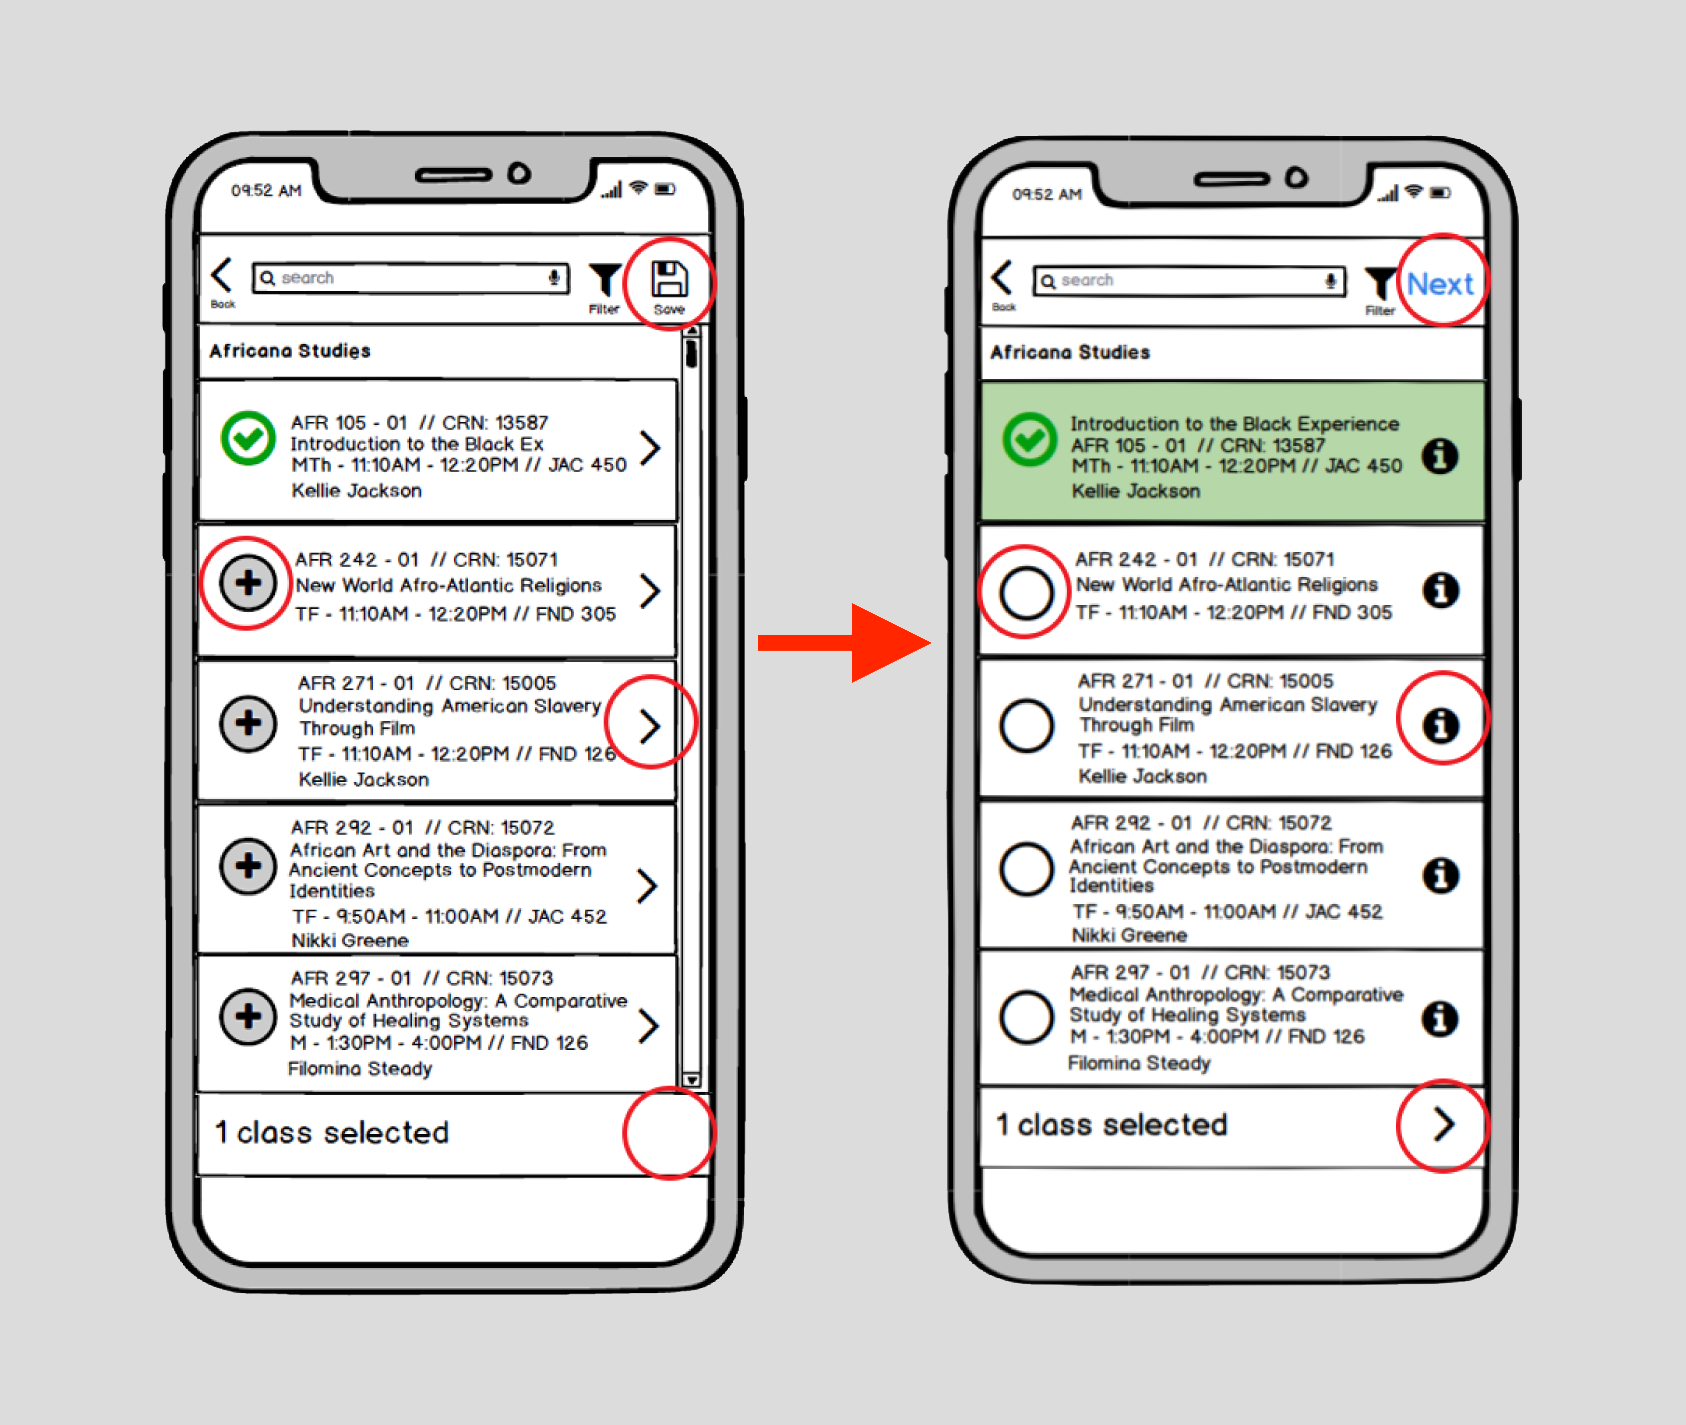 09:52 AM
Back
search
Filter
Save
Africana Studies
AFR 105 - 01 // CRN: 13587
Introduction to the Black Ex
MTh - 11:10AM - 12:20PM // JAC 450
Kellie Jackson
AFR 242 - 01 // CRN: 15071
New World Afro-Atlantic Religions
TF - 11:10AM - 12:20PM // FND 305
AFR 271 - 01 // CRN: 15005
Understanding American Slavery
Through Film
TF - 11:10AM - 12:20PM // FND 126
Kellie Jackson
AFR 292 - 01 // CRN: 15072
African Art and the Diaspora: From
Ancient Concepts to Postmodern
Identities
TF - 9:50AM - 11:00AM // JAC 452
Nikki Greene
AFR 297 - 01 // CRN: 15073
Medical Anthropology: A Comparative
Study of Healing Systems
M - 1:30PM - 4:00PM // FND 126
Filomina Steady
1 class selected
09:52 AM
Back
search
Filter
Next
Africana Studies
Introduction to the Black Experience
AFR 105 - 01 // CRN: 13587
MTh - 11:10AM - 12:20PM // JAC 450
Kellie Jackson
AFR 242 - 01 // CRN: 15071
New World Afro-Atlantic Religions
TF - 11:10AM - 12:20PM // FND 305
AFR 271 - 01 // CRN: 15005
Understanding American Slavery
Through Film
TF - 11:10AM - 12:20PM // FND 126
Kellie Jackson
AFR 292 - 01 // CRN: 15072
African Art and the Diaspora: From
Ancient Concepts to Postmodern
Identities
TF - 9:50AM - 11:00AM // JAC 452
Nikki Greene
AFR 297 - 01 // CRN: 15073
Medical Anthropology: A Comparative
Study of Healing Systems
M - 1:30PM - 4:00PM // FND 126
Filomina Steady
1 class selected